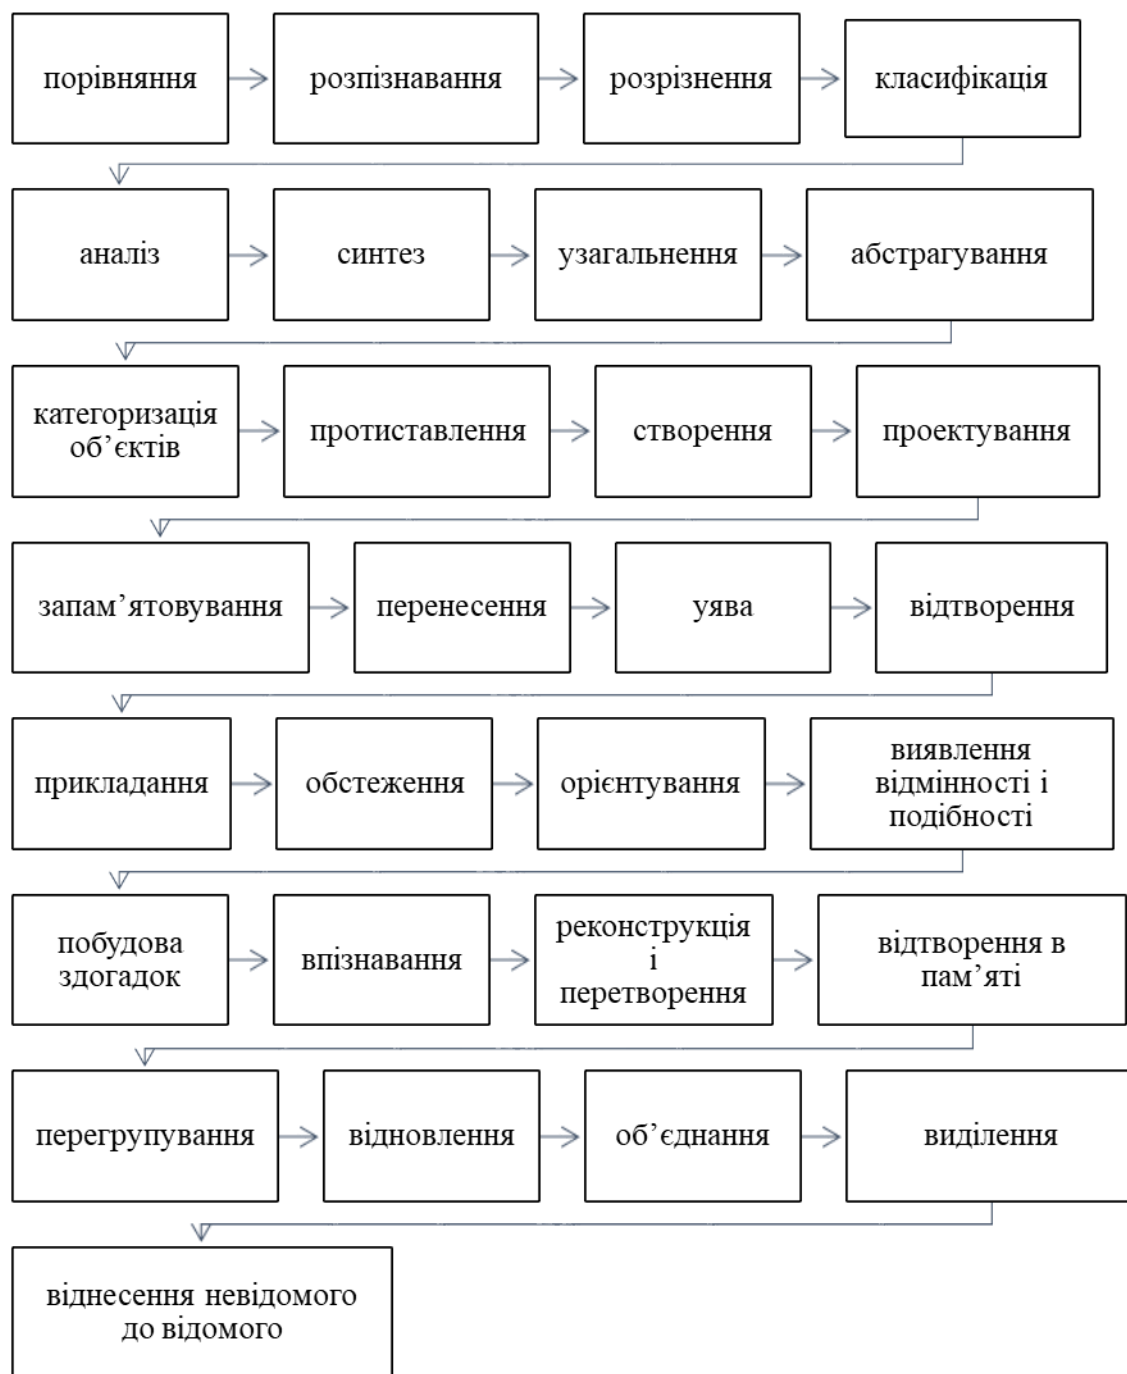 порівняння
розпізнавання
розрізнення
класифікація
аналіз
синтез
узагальнення
абстрагування
категоризація
об’єктів
протиставлення
створення
проектування
запам’ятовування
перенесення
уява
відтворення
прикладання
обстеження
орієнтування
виявлення
відмінності і
подібності
побудова
здогадок
впізнавання
реконструкція
і
перетворення
відтворення в
пам’яті
перегрупування
відновлення
об’єднання
виділення
віднесення невідомого
до відомого